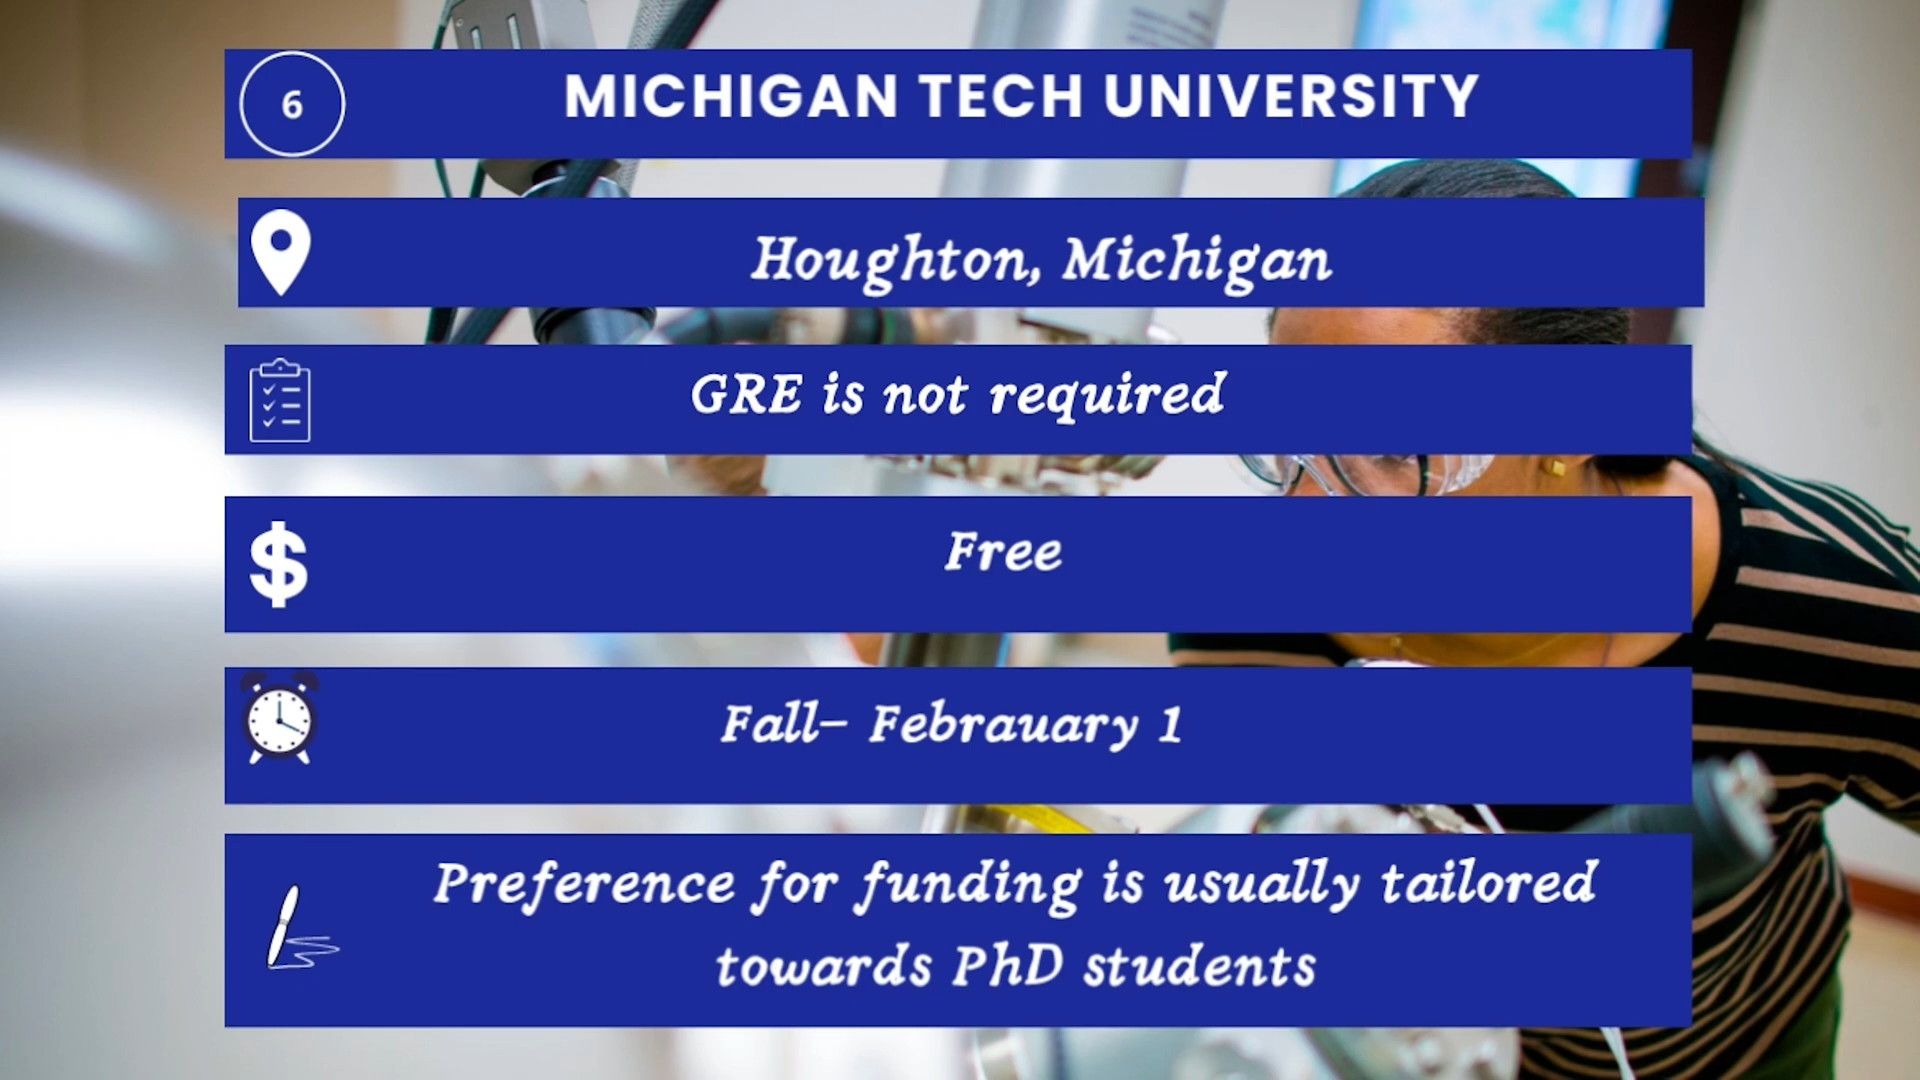 6
MICHIGAN TECH UNIVERSITY
Houghton, Michigan
GRE is not required
$
Free
Fall- Febrauary 1
Preference for funding is usually tailored
towards PhD students